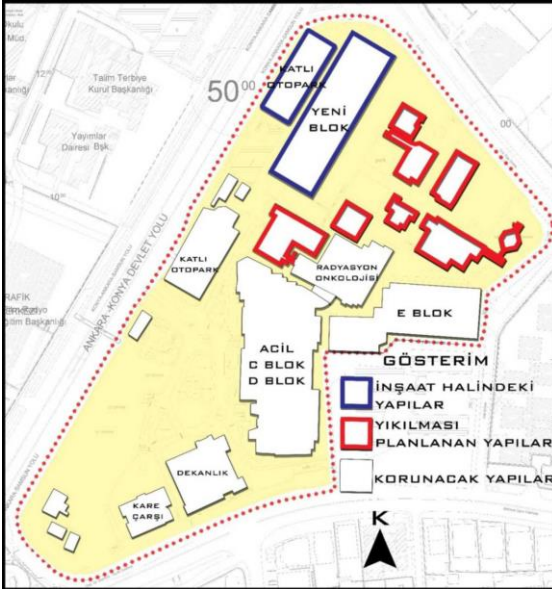 Müd.
Talim Terbiye
Kurul Başkanlığı
Yayımlar
Dairesi Bşk.
50⁰⁰
00
KATLI
OTOPARK
YENİ
BLOK
ANKARA -KONYA DEVLET YOLU
KATLI
OTOPARK
RADYASYON
ONKOLOJİSİ
E BLOK
ACİL
C BLOK
D BLOK
DEKANLIK
KARE
ÇARŞI
GÖSTERİM
İNŞAAT HALİNDEKİ
YAPILAR
YIKILMASI
PLANLANAN YAPILAR
KORUNACAK YAPILAR
K